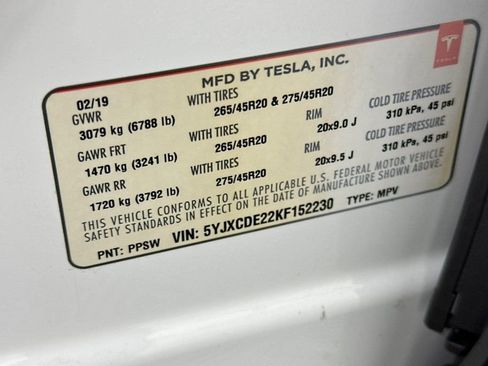 MFD BY TESLA, INC.
TESLA
02/19
GVWR WITH TIRES COLD TIRE PRESSURE
3079 kg (6788 lb) 265/45R20 & 275/45R20 RIM 310 kPa, 45 psi
GAWR FRT WITH TIRES 20x9.0 J COLD TIRE PRESSURE
1470 kg (3241 lb) 265/45R20 RIM 310 kPa, 45 psi
GAWR RR WITH TIRES 20x9.5 J
1720 kg (3792 lb) 275/45R20
THIS VEHICLE CONFORMS TO ALL APPLICABLE U.S. FEDERAL MOTOR VEHICLE
SAFETY STANDARDS IN EFFECT ON THE DATE OF MANUFACTURE SHOWN ABOVE.
PNT: PPSW VIN: 5YJXCDE22KF152230 TYPE: MPV